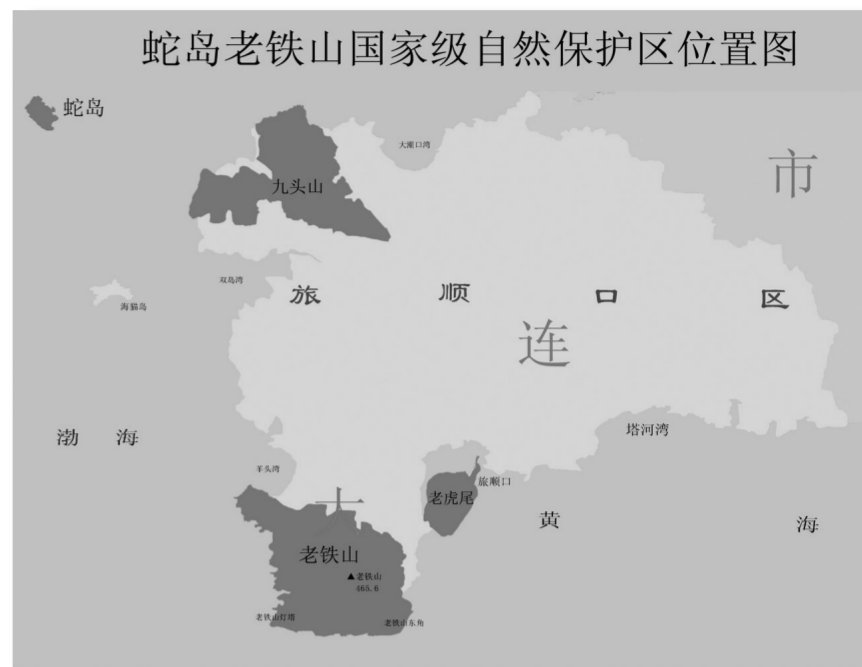 蛇岛老铁山国家级自然保护区位置图
蛇岛
大潮口湾
市
九头山
双岛湾
海猫岛
旅 顺 口 区
连
渤 海
塔河湾
羊头湾
旅顺口
老虎尾
大
黄 海
老铁山
▲老铁山
465.6
老铁山灯塔
老铁山东角